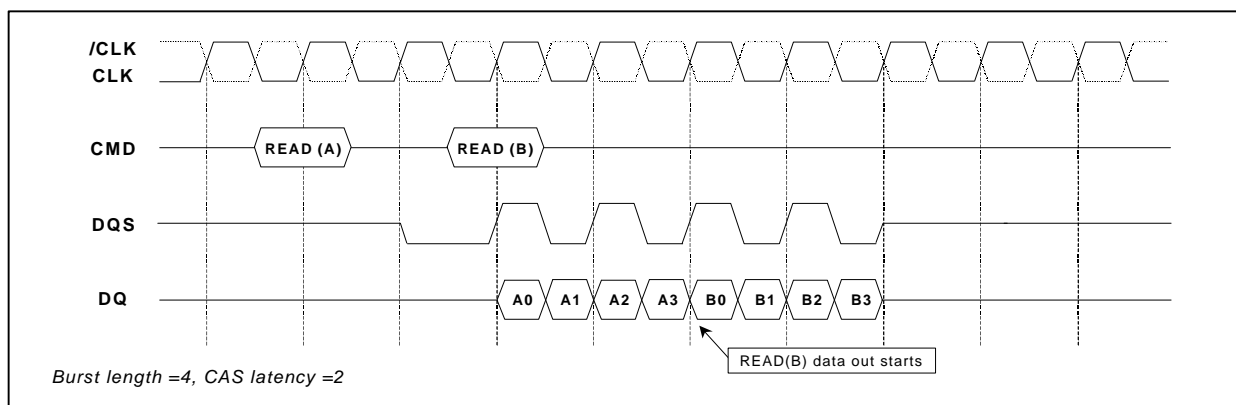 /CLK
CLK
CMD
READ (A)
READ (B)
DQS
DQ
A0
A1
A2
A3
B0
B1
B2
B3
READ(B) data out starts
Burst length =4, CAS latency =2